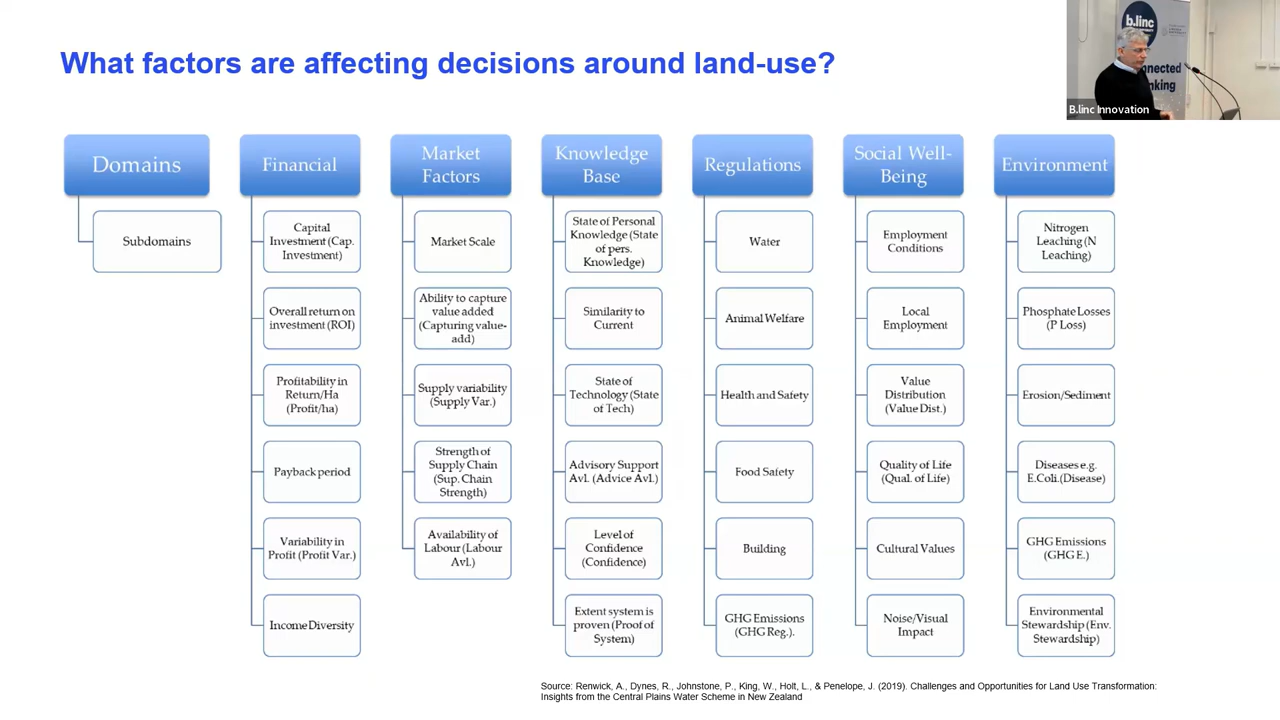 What factors are affecting decisions around land-use?
b.linc
nnected
nking
B.linc Innovation
Domains
Subdomains
Financial
Capital
Investment (Cap.
Investment)
Overall return on
investment (ROI)
Profitability in
Return/Ha
(Profit/ha)
Payback period
Variability in
Profit (Profit Var.)
Income Diversity
Market
Factors
Market Scale
Ability to capture
value added
(Capturing value-
add)
Supply variability
(Supply Var.)
Strength of
Supply Chain
(Sup. Chain
Strength)
Availability of
Labour (Labour
Avl.)
Knowledge
Base
State of Personal
Knowledge (State
of pers.
Knowledge)
Similarity to
Current
State of
Technology (State
of Tech)
Advisory Support
Avl. (Advice Avl.)
Level of
Confidence
(Confidence)
Extent system is
proven (Proof of
System)
Regulations
Water
Animal Welfare
Health and Safety
Food Safety
Building
GHG Emissions
(GHG Reg.).
Social Well-
Being
Employment
Conditions
Local
Employment
Value
Distribution
(Value Dist.)
Quality of Life
(Qual. of Life)
Cultural Values
Noise/Visual
Impact
Environment
Nitrogen
Leaching (N
Leaching)
Phosphate Losses
(P Loss)
Erosion/Sediment
Diseases e.g.
E.Coli.(Disease)
GHG Emissions
(GHG E.)
Environmental
Stewardship (Env.
Stewardship)
Source: Renwick, A., Dynes, R., Johnstone, P., King, W., Holt, L., & Penelope, J. (2019). Challenges and Opportunities for Land Use Transformation:
Insights from the Central Plains Water Scheme in New Zealand